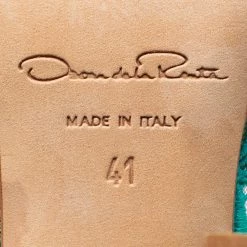 Oscar de la Renta
MADE IN ITALY
41